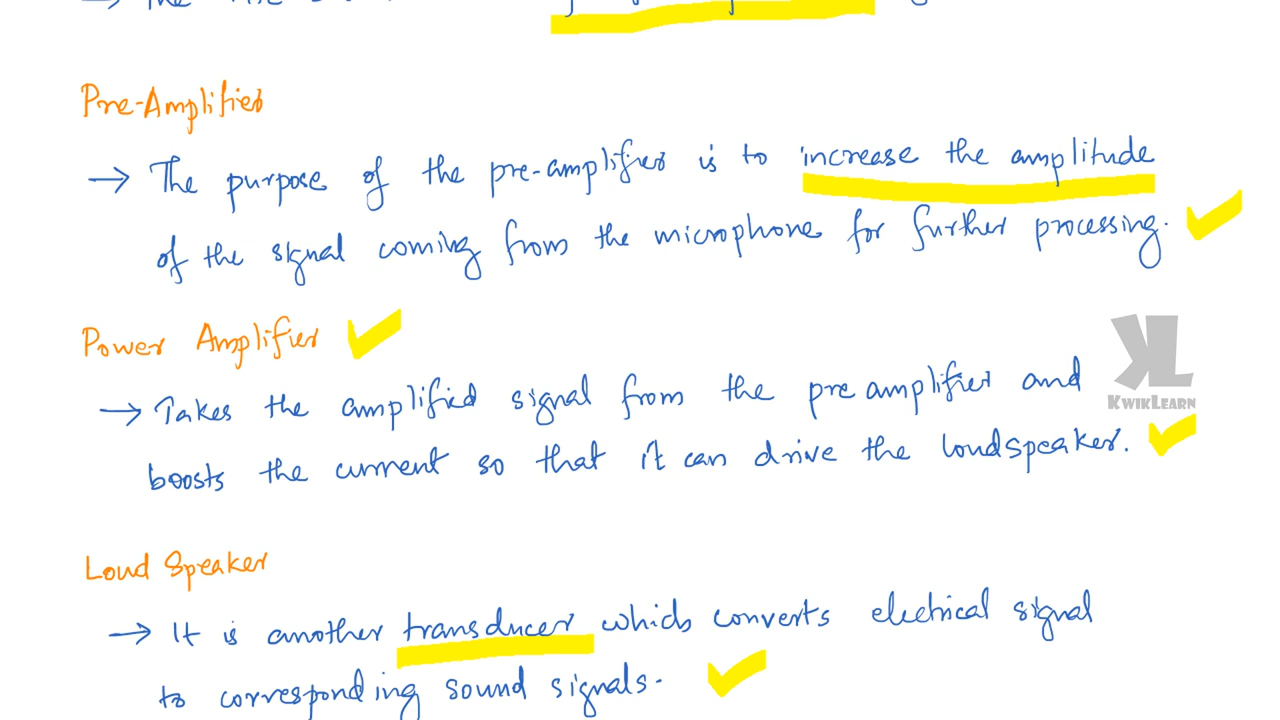 → The
Pre-Amplifier
→ The purpose of the pre-amplifier is to increase the amplitude
of the signal coming from the microphone for further processing.
Power Amplifier
→ Takes the amplified signal from the pre amplifier and
boosts the current so that it can drive the loudspeaker.
KL
KWIKLEARN
Loud Speaker
→ It is another transducer which converts electrical signal
to corresponding sound signals.